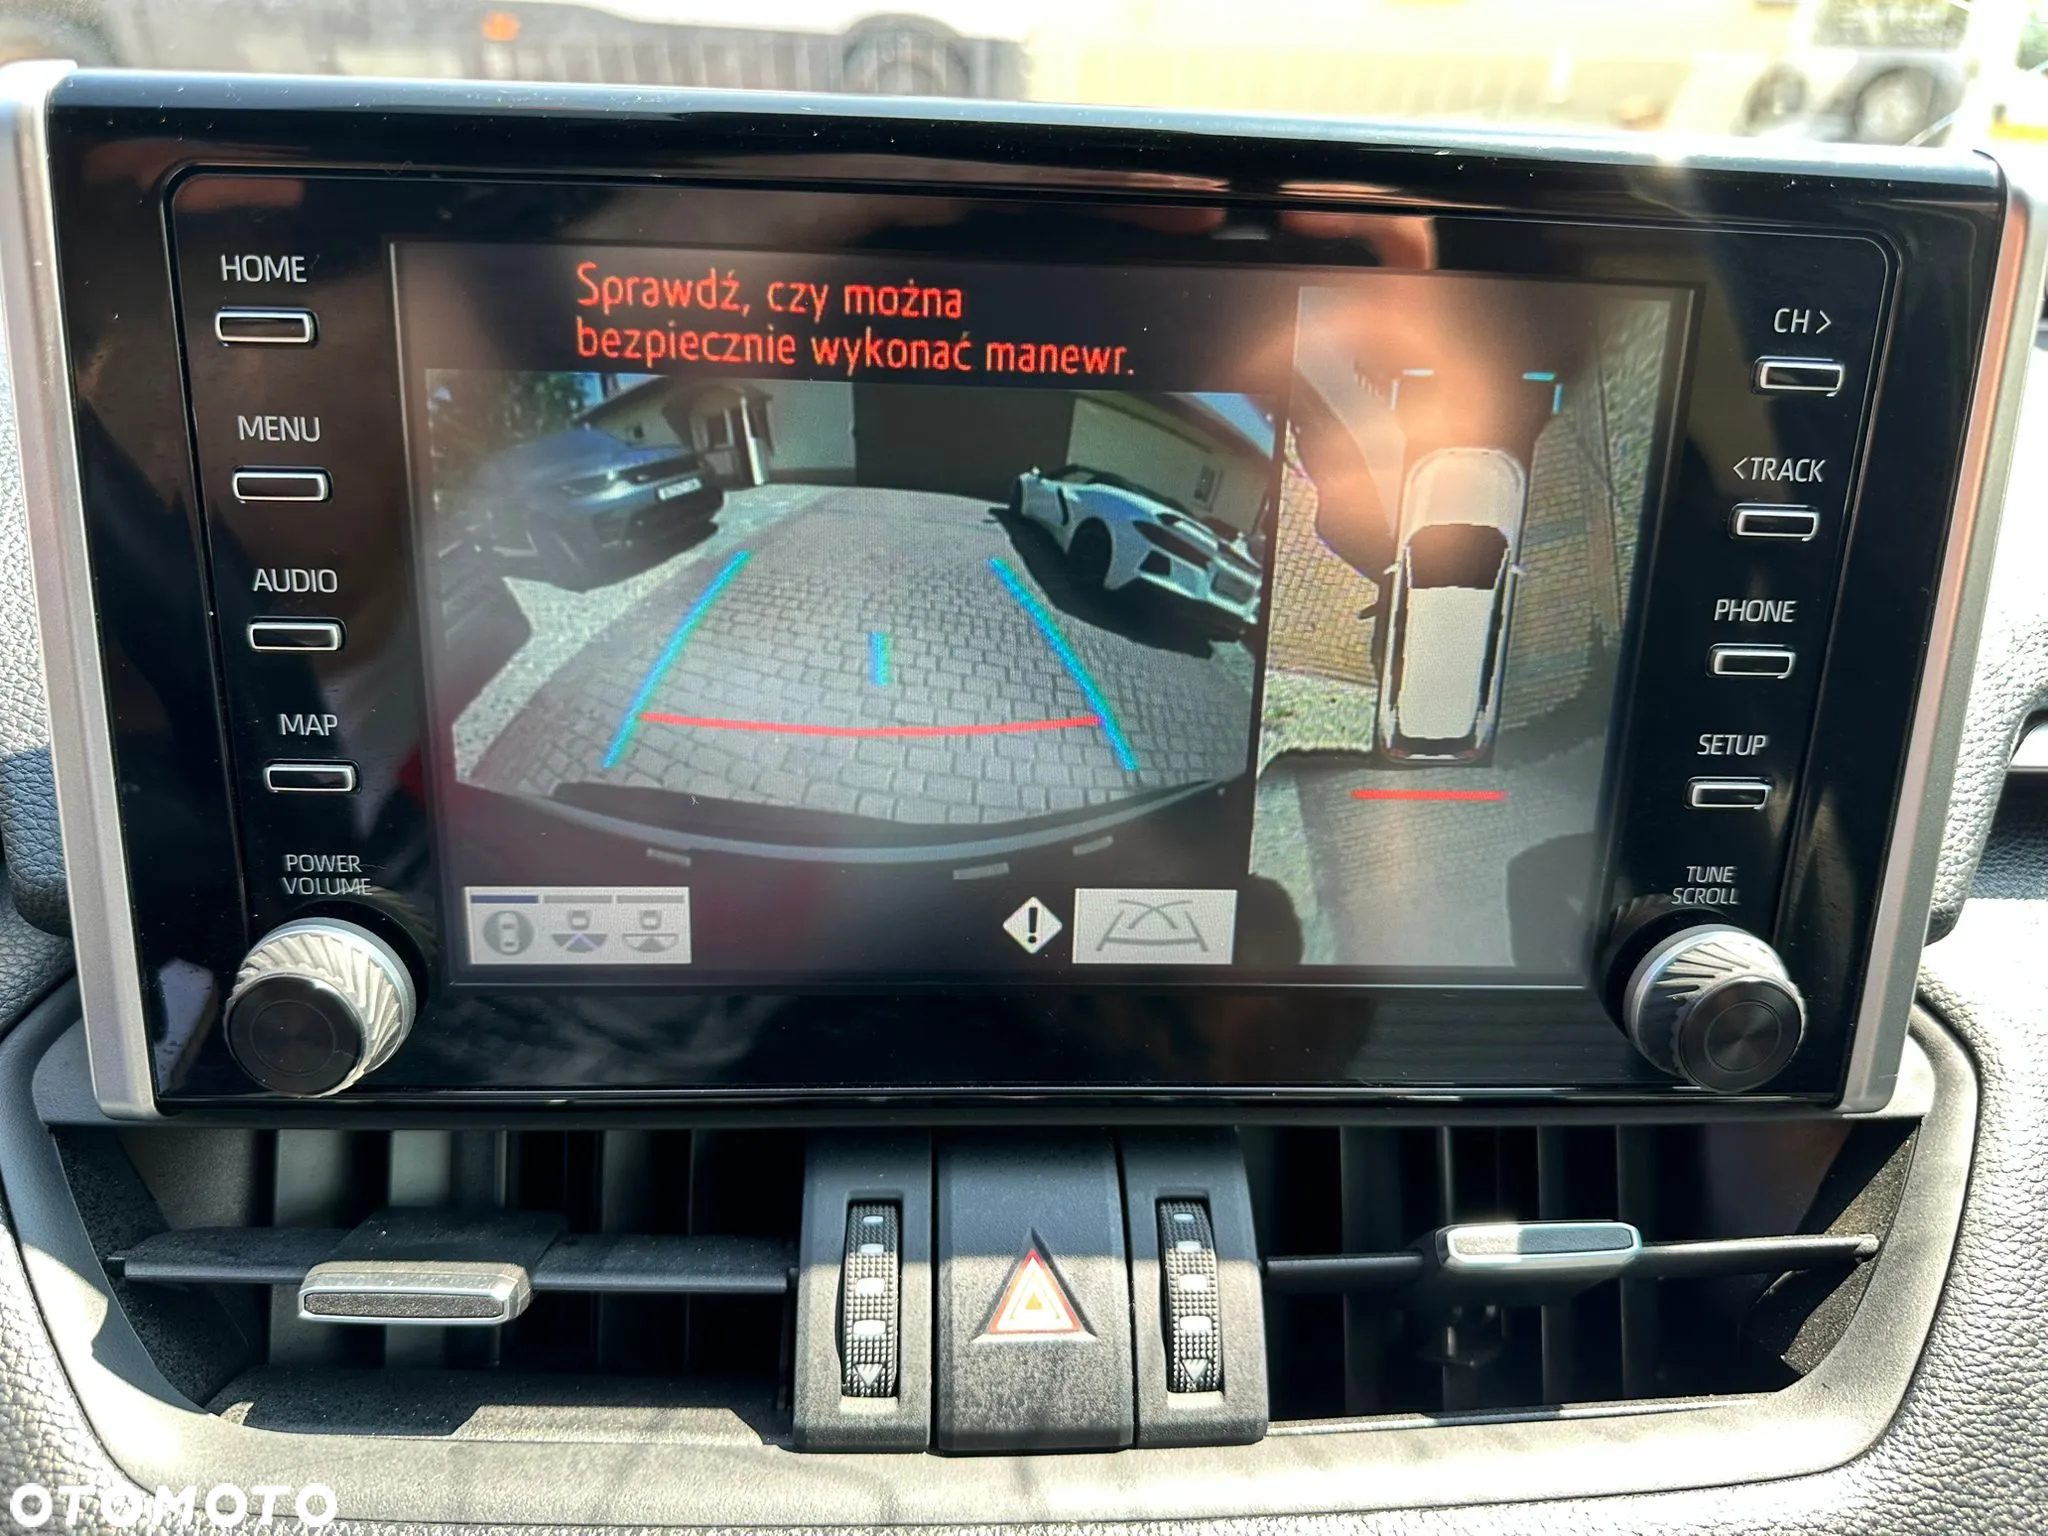 HOME
MENU
AUDIO
MAP
POWER
VOLUME
Sprawdź, czy można
bezpiecznie wykonać manewr.
CH >
<TRACK
PHONE
SETUP
TUNE
SCROLL
OTOMOTO